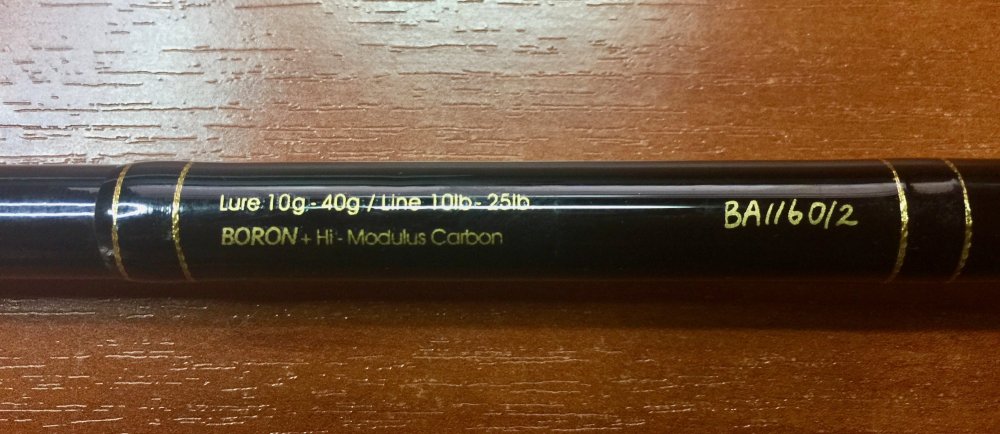 Lure 10g - 40g / Line 10lb - 25lb
BORON + Hi - Modulus Carbon
BA1160/2